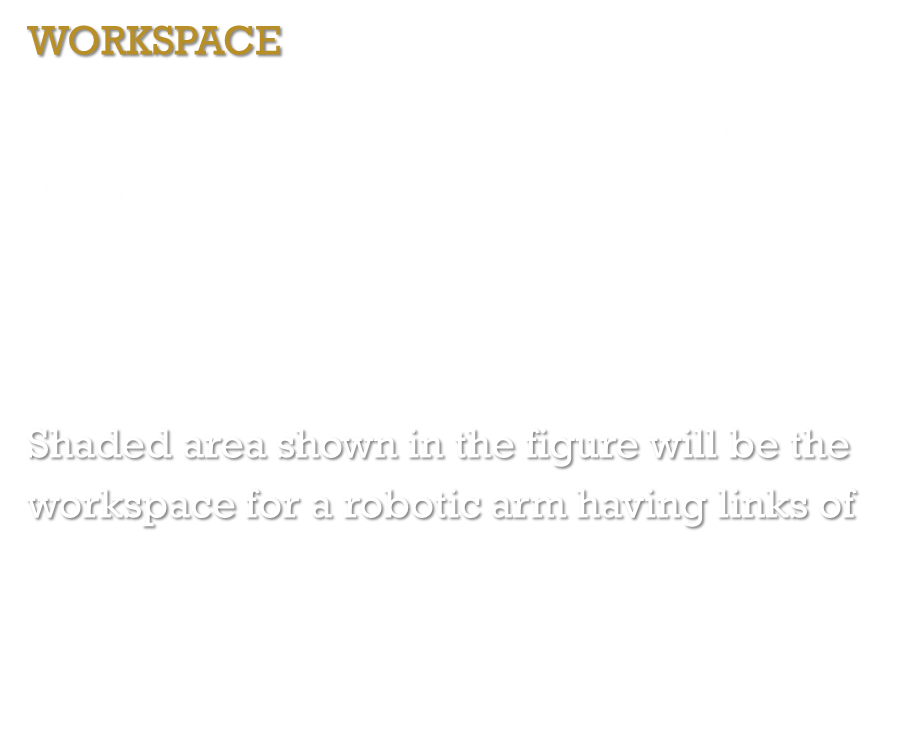 WORKSPACE
Shaded area shown in the figure will be the
workspace for a robotic arm having links of